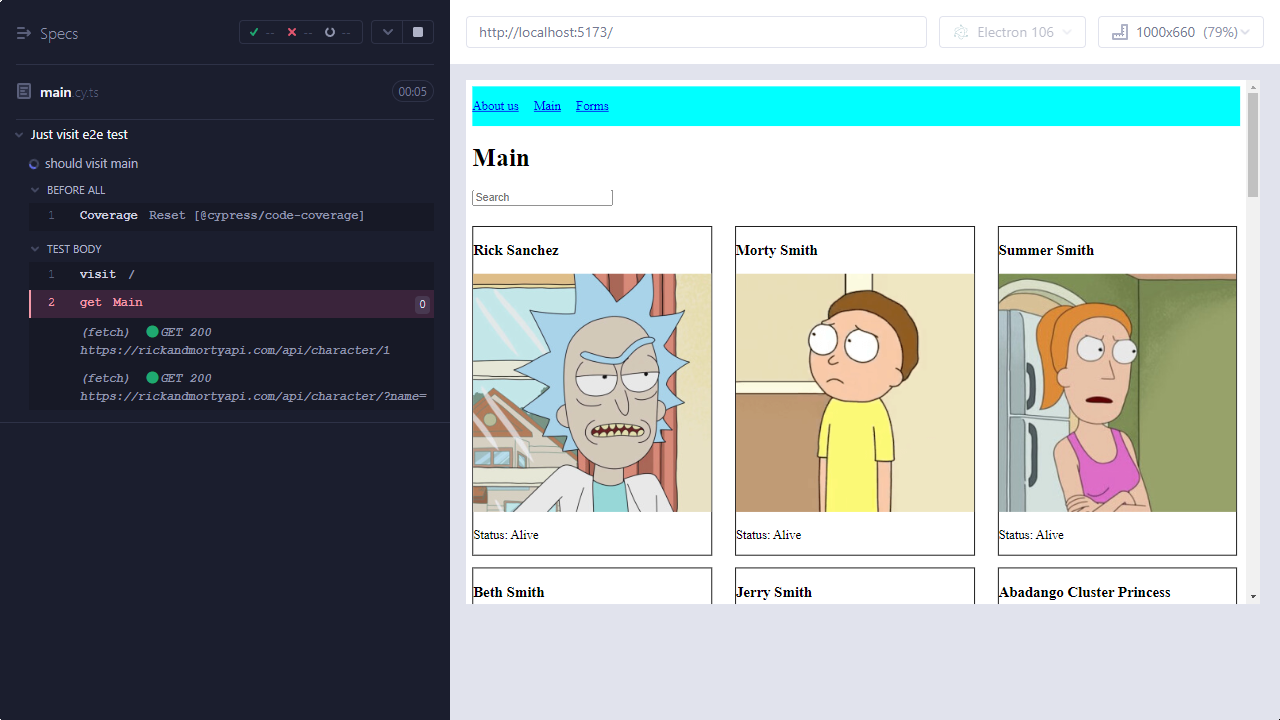 Specs
-- -- --
main.cy.ts
00:05
Just visit e2e test
should visit main
BEFORE ALL
1 Coverage Reset [@cypress/code-coverage]
TEST BODY
1 visit /
2 get Main 0
(fetch) GET 200
https://rickandmortyapi.com/api/character/1
(fetch) GET 200
https://rickandmortyapi.com/api/character/?name=
http://localhost:5173/
Electron 106
1000x660 (79%)
About us Main Forms
Main
Search
Rick Sanchez Morty Smith Summer Smith
Status: Alive Status: Alive Status: Alive
Beth Smith Jerry Smith Abadango Cluster Princess